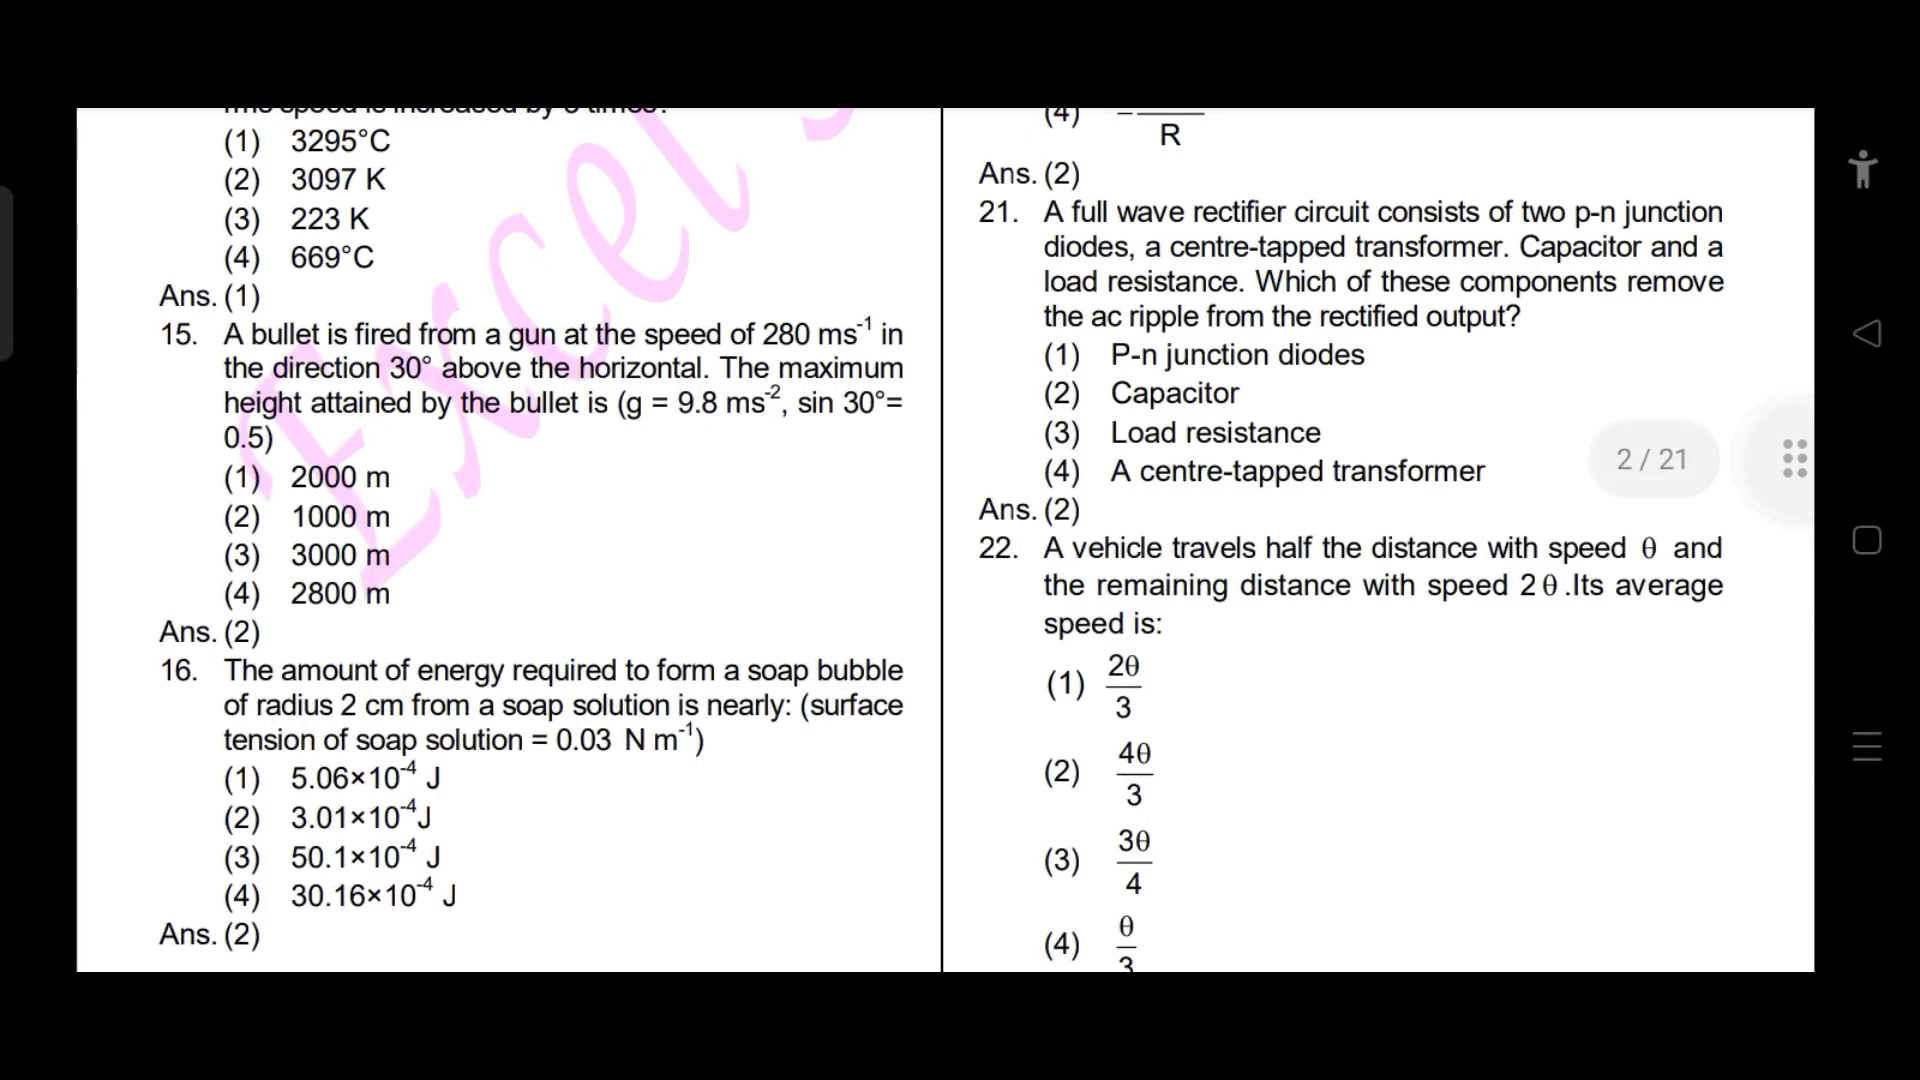 rms speed is increased by 3 times?
(1) 3295°C
(2) 3097 K
(3) 223 K
(4) 669°C
Ans. (1)
15. A bullet is fired from a gun at the speed of 280 ms⁻¹ in
the direction 30° above the horizontal. The maximum
height attained by the bullet is (g = 9.8 ms⁻², sin 30°=
0.5)
(1) 2000 m
(2) 1000 m
(3) 3000 m
(4) 2800 m
Ans. (2)
16. The amount of energy required to form a soap bubble
of radius 2 cm from a soap solution is nearly: (surface
tension of soap solution = 0.03 N m⁻¹)
(1) 5.06×10⁻⁴ J
(2) 3.01×10⁻⁴J
(3) 50.1×10⁻⁴ J
(4) 30.16×10⁻⁴ J
Ans. (2)
Excel
(4) –
R
Ans. (2)
21. A full wave rectifier circuit consists of two p-n junction
diodes, a centre-tapped transformer. Capacitor and a
load resistance. Which of these components remove
the ac ripple from the rectified output?
(1) P-n junction diodes
(2) Capacitor
(3) Load resistance
(4) A centre-tapped transformer
Ans. (2)
22. A vehicle travels half the distance with speed θ and
the remaining distance with speed 2θ.Its average
speed is:
(1) 2θ/3
(2) 4θ/3
(3) 3θ/4
(4) θ/3
2 / 21